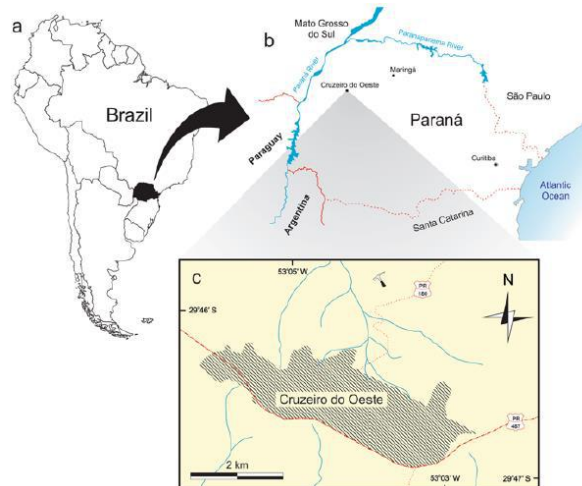 a
Brazil
b
Mato Grosso
do Sul
Paraná River
Paranapanema River
Maringá
Cruzeiro do Oeste
São Paulo
Paraná
Paraguay
Curitiba
Atlantic
Ocean
Argentina
Santa Catarina
C
53°05' W
N
PR
29°46' S
Cruzeiro do Oeste
PR
2 km
53°03' W
29°47' S